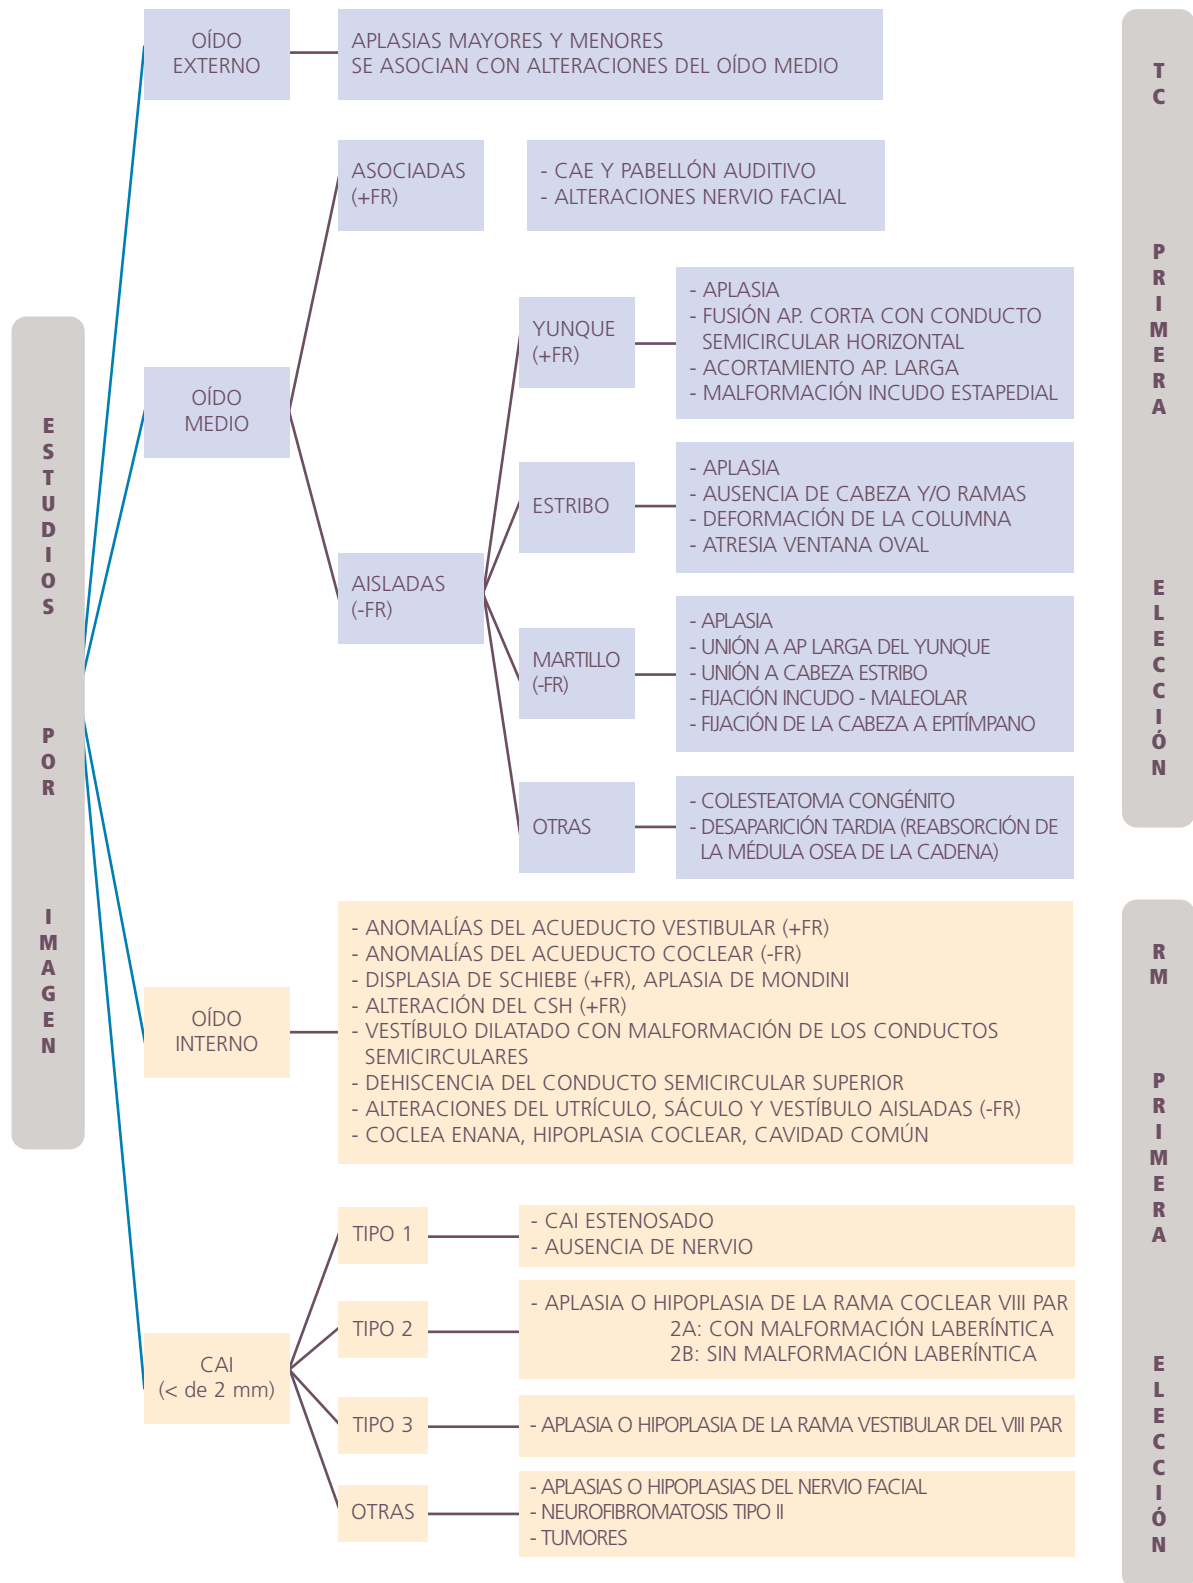 ESTUDIOS POR IMAGEN
OÍDO
EXTERNO
APLASIAS MAYORES Y MENORES
SE ASOCIAN CON ALTERACIONES DEL OÍDO MEDIO
OÍDO
MEDIO
ASOCIADAS
(+FR)
- CAE Y PABELLÓN AUDITIVO
- ALTERACIONES NERVIO FACIAL
AISLADAS
(-FR)
YUNQUE
(+FR)
- APLASIA
- FUSIÓN AP. CORTA CON CONDUCTO
SEMICIRCULAR HORIZONTAL
- ACORTAMIENTO AP. LARGA
- MALFORMACIÓN INCUDO ESTAPEDIAL
ESTRIBO
- APLASIA
- AUSENCIA DE CABEZA Y/O RAMAS
- DEFORMACIÓN DE LA COLUMNA
- ATRESIA VENTANA OVAL
MARTILLO
(-FR)
- APLASIA
- UNIÓN A AP LARGA DEL YUNQUE
- UNIÓN A CABEZA ESTRIBO
- FIJACIÓN INCUDO - MALEOLAR
- FIJACIÓN DE LA CABEZA A EPITÍMPANO
OTRAS
- COLESTEATOMA CONGÉNITO
- DESAPARICIÓN TARDIA (REABSORCIÓN DE
LA MÉDULA OSEA DE LA CADENA)
TC PRIMERA ELECCIÓN
OÍDO
INTERNO
- ANOMALÍAS DEL ACUEDUCTO VESTIBULAR (+FR)
- ANOMALÍAS DEL ACUEDUCTO COCLEAR (-FR)
- DISPLASIA DE SCHIEBE (+FR), APLASIA DE MONDINI
- ALTERACIÓN DEL CSH (+FR)
- VESTÍBULO DILATADO CON MALFORMACIÓN DE LOS CONDUCTOS
SEMICIRCULARES
- DEHISCENCIA DEL CONDUCTO SEMICIRCULAR SUPERIOR
- ALTERACIONES DEL UTRÍCULO, SÁCULO Y VESTÍBULO AISLADAS (-FR)
- COCLEA ENANA, HIPOPLASIA COCLEAR, CAVIDAD COMÚN
CAI
(< de 2 mm)
TIPO 1
- CAI ESTENOSADO
- AUSENCIA DE NERVIO
TIPO 2
- APLASIA O HIPOPLASIA DE LA RAMA COCLEAR VIII PAR
2A: CON MALFORMACIÓN LABERÍNTICA
2B: SIN MALFORMACIÓN LABERÍNTICA
TIPO 3
- APLASIA O HIPOPLASIA DE LA RAMA VESTIBULAR DEL VIII PAR
OTRAS
- APLASIAS O HIPOPLASIAS DEL NERVIO FACIAL
- NEUROFIBROMATOSIS TIPO II
- TUMORES
RM PRIMERA ELECCIÓN